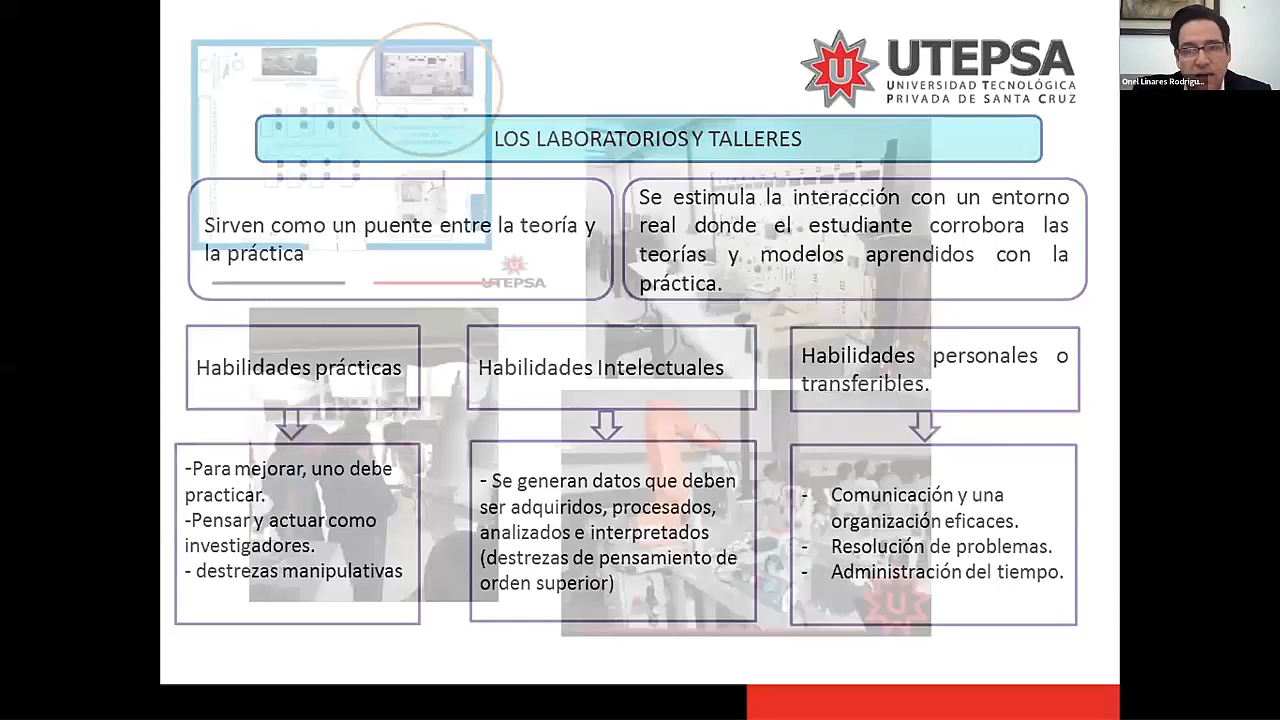 UTEPSA
UNIVERSIDAD TECNOLÓGICA
PRIVADA DE SANTA CRUZ
Onel Linares Rodrigu...
LOS LABORATORIOS Y TALLERES
Sirven como un puente entre la teoría y
la práctica
Se estimula la interacción con un entorno
real donde el estudiante corrobora las
teorías y modelos aprendidos con la
práctica.
UTEPSA
Habilidades prácticas
Habilidades Intelectuales
Habilidades personales o
transferibles.
-Para mejorar, uno debe
practicar.
-Pensar y actuar como
investigadores.
- destrezas manipulativas
- Se generan datos que deben
ser adquiridos, procesados,
analizados e interpretados
(destrezas de pensamiento de
orden superior)
- Comunicación y una
organización eficaces.
- Resolución de problemas.
- Administración del tiempo.